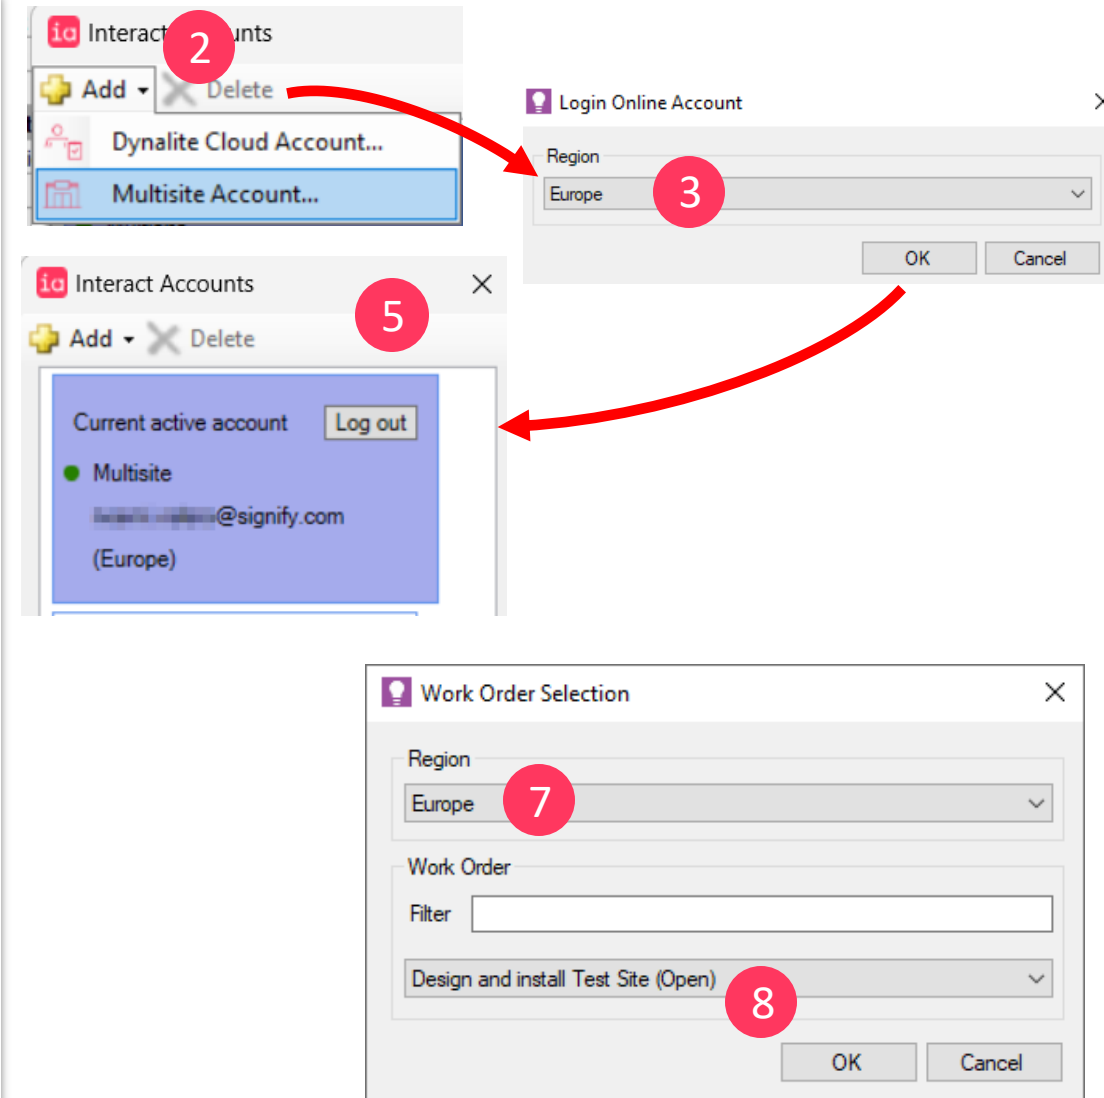 ia Interact unts
2
Add Delete
Dynalite Cloud Account...
Multisite Account...
Login Online Account
Region
Europe
3
OK Cancel
ia Interact Accounts
5
Add Delete
Current active account Log out
Multisite
@signify.com
(Europe)
Work Order Selection
Region
Europe
7
Work Order
Filter
Design and install Test Site (Open)
8
OK Cancel